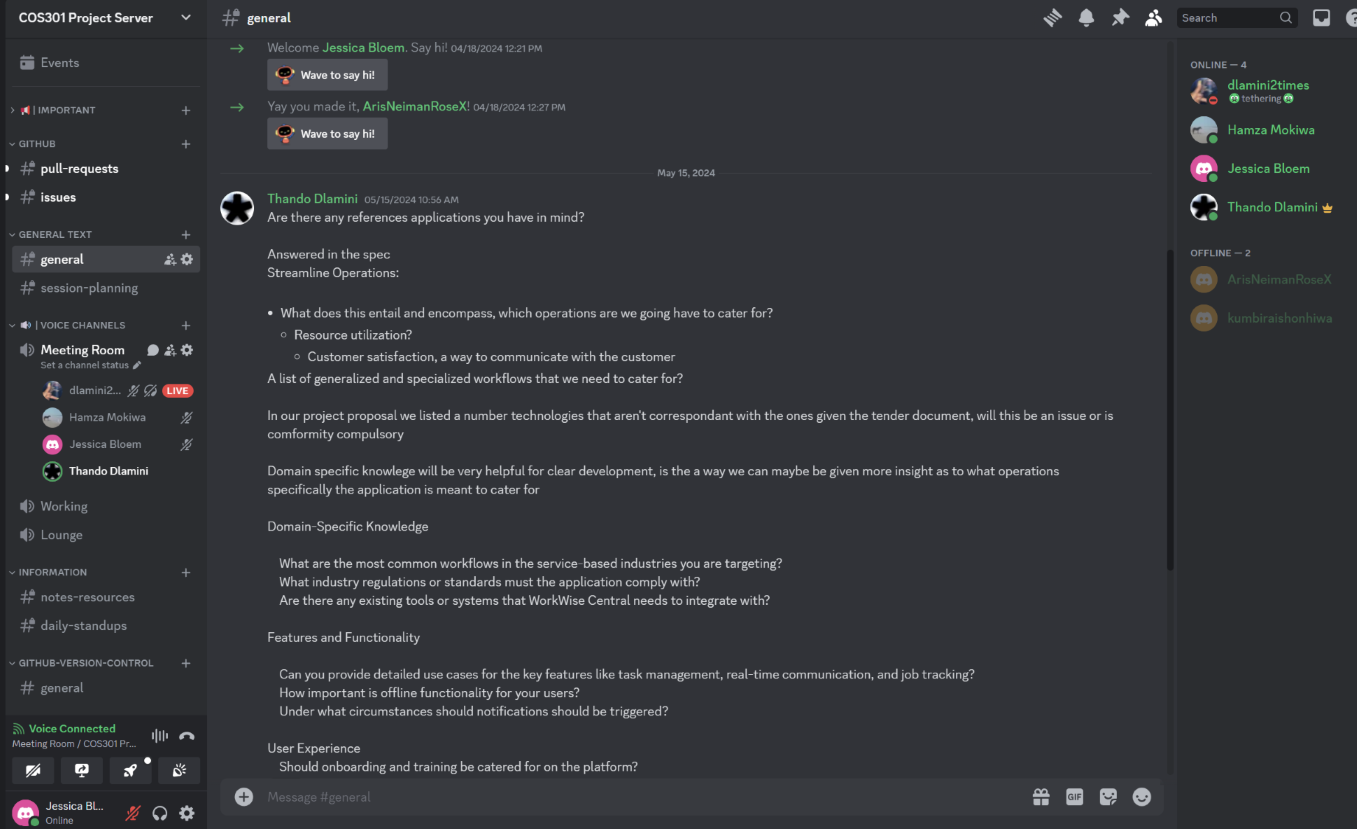 COS301 Project Server
Events
| IMPORTANT
GITHUB
pull-requests
issues
GENERAL TEXT
general
session-planning
| VOICE CHANNELS
Meeting Room
Set a channel status
dlamini2...
LIVE
Hamza Mokiwa
Jessica Bloem
Thando Dlamini
Working
Lounge
INFORMATION
notes-resources
daily-standups
GITHUB-VERSION-CONTROL
general
Voice Connected
Meeting Room / COS301 Pr...
Jessica Bl...
Online
general
Search
Welcome Jessica Bloem. Say hi! 04/18/2024 12:21 PM
Wave to say hi!
Yay you made it, ArisNeimanRoseX! 04/18/2024 12:27 PM
Wave to say hi!
May 15, 2024
Thando Dlamini 05/15/2024 10:56 AM
Are there any references applications you have in mind?
Answered in the spec
Streamline Operations:
• What does this entail and encompass, which operations are we going have to cater for?
○ Resource utilization?
○ Customer satisfaction, a way to communicate with the customer
A list of generalized and specialized workflows that we need to cater for?
In our project proposal we listed a number technologies that aren't correspondant with the ones given the tender document, will this be an issue or is
comformity compulsory
Domain specific knowlege will be very helpful for clear development, is the a way we can maybe be given more insight as to what operations
specifically the application is meant to cater for
Domain-Specific Knowledge
What are the most common workflows in the service-based industries you are targeting?
What industry regulations or standards must the application comply with?
Are there any existing tools or systems that WorkWise Central needs to integrate with?
Features and Functionality
Can you provide detailed use cases for the key features like task management, real-time communication, and job tracking?
How important is offline functionality for your users?
Under what circumstances should notifications should be triggered?
User Experience
Should onboarding and training be catered for on the platform?
Message #general
GIF
ONLINE — 4
dlamini2times
tethering
Hamza Mokiwa
Jessica Bloem
Thando Dlamini
OFFLINE — 2
ArisNeimanRoseX
kumbiraishonhiwa